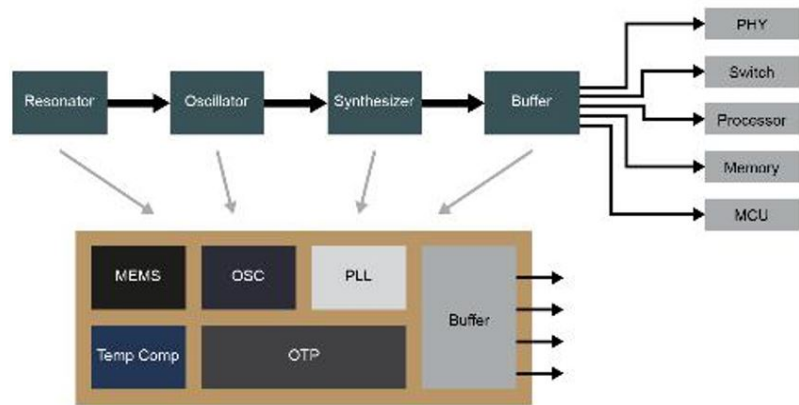 PHY
Resonator
Oscillator
Synthesizer
Buffer
Switch
Processor
Memory
MCU
MEMS
OSC
PLL
Buffer
Temp Comp
OTP